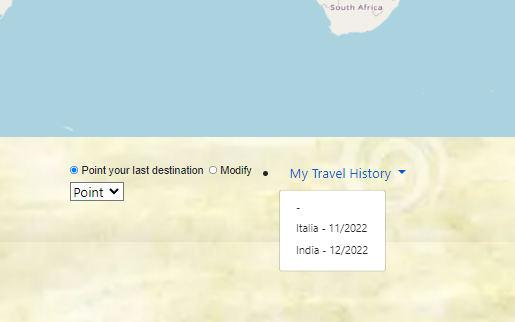 South Africa
Point your last destination Modify
My Travel History
Point
-
Italia - 11/2022
India - 12/2022